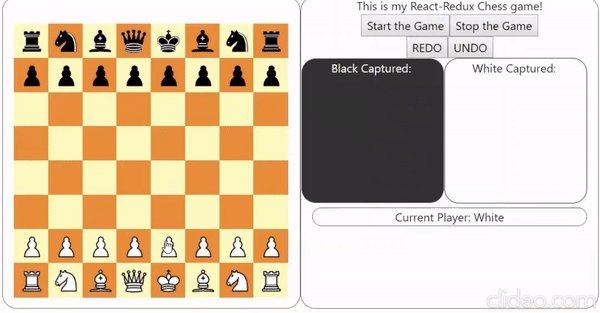 This is my React-Redux Chess game!
Start the Game Stop the Game
REDO UNDO
Black Captured: White Captured:
Current Player: White
clideo.com